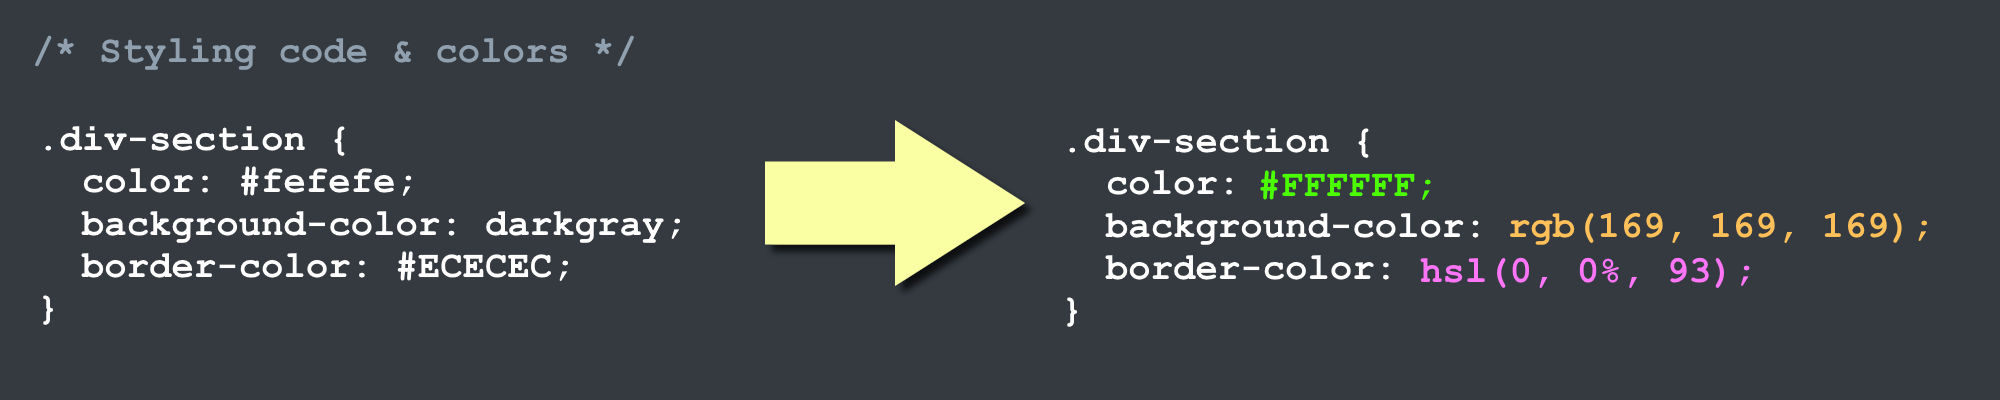 /* Styling code & colors */
.div-section {
color: #fefefe;
background-color: darkgray;
border-color: #ECECEC;
}
.div-section {
color: #FFFFFF;
background-color: rgb(169, 169, 169);
border-color: hsl(0, 0%, 93);
}